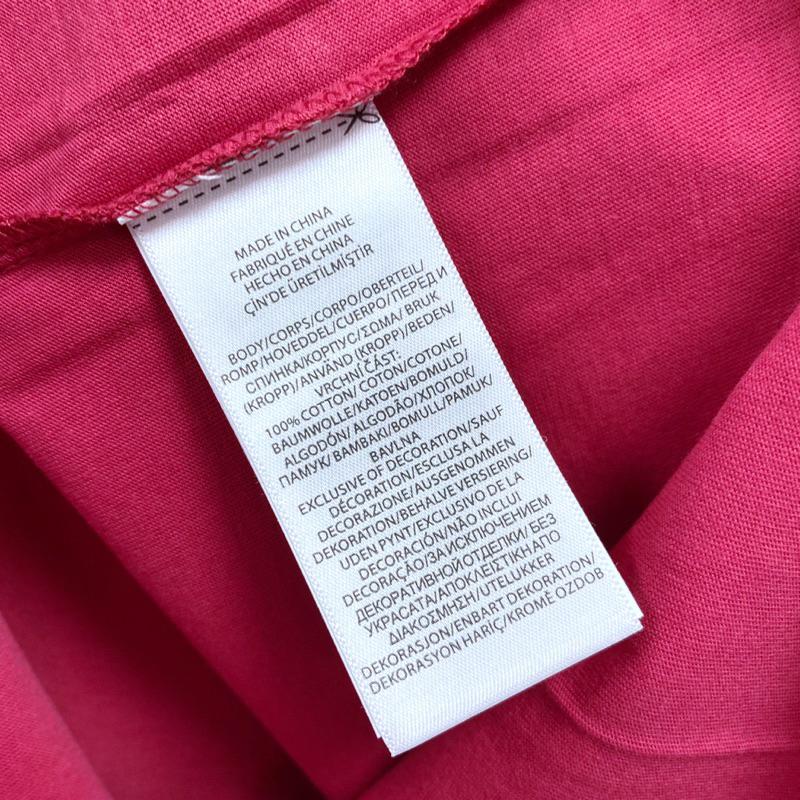 MADE IN CHINA
FABRIQUÉ EN CHINE
HECHO EN CHINA
ÇİN'DE ÜRETİLMİŞTİR
BODY/CORPS/CORPO/OBERTEIL/
ROMP/HOVEDDEL/CUERPO/ПЕРЕД И
СПИНКА/КОРПУС/ΣΩΜΑ/ BRUK
(KROPP)/ANVÄND (KROPP)/BEDEN/
VRCHNÍ ČÁST:
100% COTTON/ COTON/COTONE/
BAUMWOLLE/KATOEN/BOMULD/
ALGODÓN/ ALGODÃO/ХЛОПОК/
ПАМУК/ BAMBAKI/BOMULL/PAMUK/
BAVLNA
EXCLUSIVE OF DECORATION/SAUF
DÉCORATION/ESCLUSA LA
DECORAZIONE/AUSGENOMMEN
DEKORATION/BEHALVE VERSIERING/
UDEN PYNT/EXCLUSIVO DE LA
DECORACIÓN/NÃO INCLUI
DECORAÇÃO/ЗА ИСКЛЮЧЕНИЕМ
ДЕКОРАТИВНОЙ ОТДЕЛКИ/ БЕЗ
УКРАСАТА/ΑΠΟΚΛΕΙΣΤΙΚΗ ΑΠΟ
ΔΙΑΚΟΣΜΗΣΗ/UTELUKKER
DEKORASJON/ENBART DEKORATION/
DEKORASYON HARİÇ/KROMĚ OZDOB